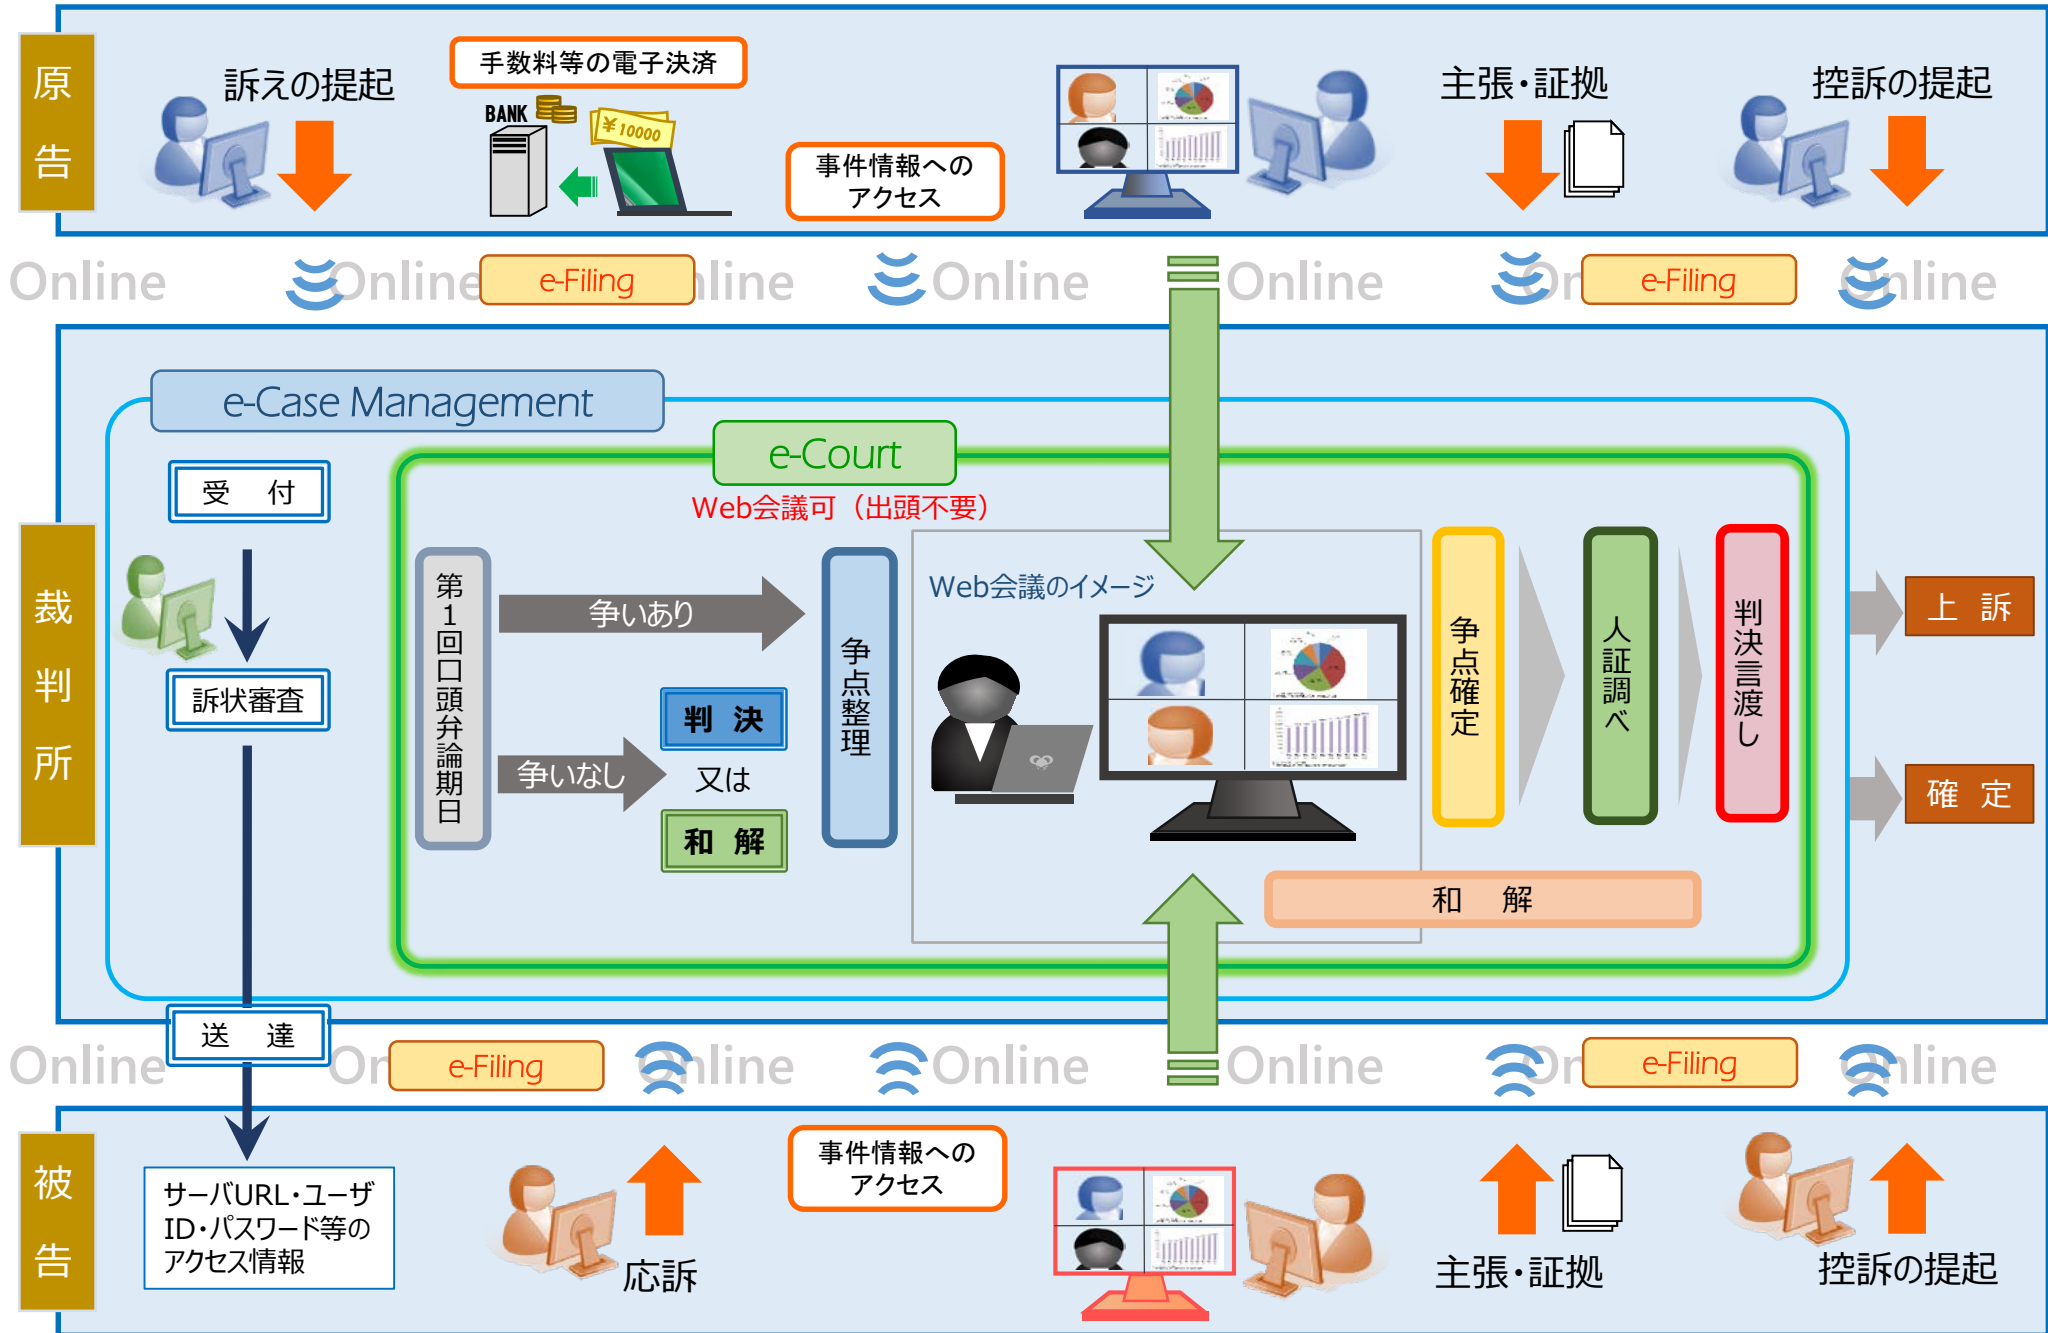 原告
訴えの提起
手数料等の電子決済
BANK
¥10000
事件情報への
アクセス
主張・証拠
控訴の提起
Online
Online
Online
Online
Online
Online
Online
e-Filing
e-Filing
裁判所
e-Case Management
e-Court
Web会議可（出頭不要）
受 付
訴状審査
第1回口頭弁論期日
争いあり
争いなし
判 決
又は
和 解
争点整理
Web会議のイメージ
争点確定
人証調べ
判決言渡し
和 解
上 訴
確 定
送 達
Online
Online
Online
Online
Online
Online
e-Filing
e-Filing
被告
サーバURL・ユーザ
ID・パスワード等の
アクセス情報
応訴
事件情報への
アクセス
主張・証拠
控訴の提起